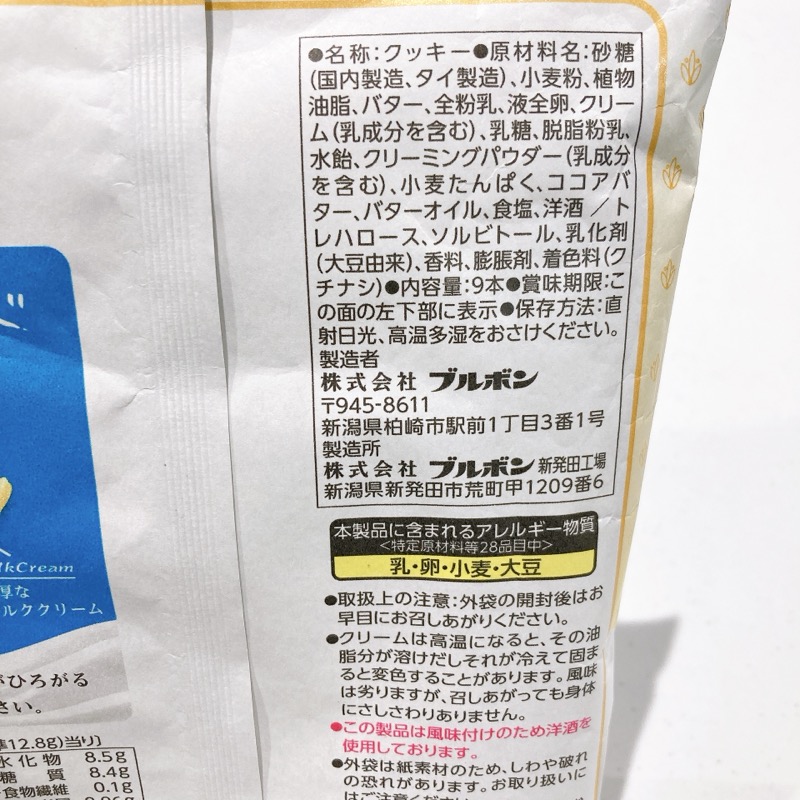 ●名称:クッキー●原材料名:砂糖
(国内製造、タイ製造)、小麦粉、植物
油脂、バター、全粉乳、液全卵、クリー
ム(乳成分を含む)、乳糖、脱脂粉乳、
水飴、クリーミングパウダー(乳成分
を含む)、小麦たんぱく、ココアバ
ター、バターオイル、食塩、洋酒/ト
レハロース、ソルビトール、乳化剤
(大豆由来)、香料、膨脹剤、着色料(ク
チナシ)●内容量:9本●賞味期限:こ
の面の左下部に表示●保存方法:直
射日光、高温多湿をおさけください。
製造者
株式会社 ブルボン
〒945-8611
新潟県柏崎市駅前1丁目3番1号
製造所
株式会社 ブルボン 新発田工場
新潟県新発田市荒町甲1209番6
本製品に含まれるアレルギー物質
<特定原材料等28品目中>
乳・卵・小麦・大豆
●取扱上の注意:外袋の開封後はお
早目にお召しあがりください。
●クリームは高温になると、その油
脂分が溶けだしそれが冷えて固ま
ると変色することがあります。風味
は劣りますが、召しあがっても身体
にさしさわりありません。
●この製品は風味付けのため洋酒を
使用しております。
●外袋は紙素材のため、しわや破れ
の恐れがあります。お取り扱いに
はご注意ください
lkCream
厚な
ルククリーム
がひろがる
さい。
準12.8g)当り]
水化物 8.5g
糖質 8.4g
食物繊維 0.1g